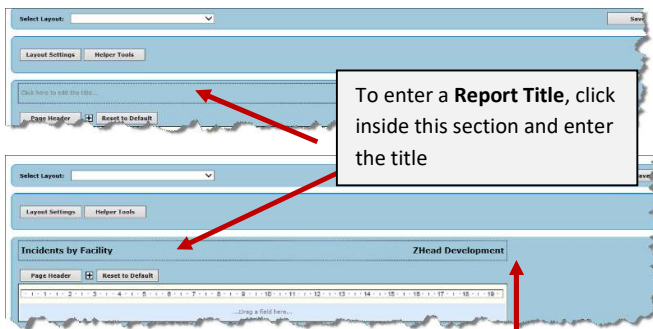 Select Layout:
Save
Layout Settings Helper Tools
Click here to edit the title...
Page Header Reset to Default
To enter a Report Title, click
inside this section and enter
the title
Select Layout:
Save
Layout Settings Helper Tools
Incidents by Facility ZHead Development
Page Header Reset to Default
1 2 3 4 5 6 7 8 9 10 11 12 13 14 15 16 17 18 19
...Drag a field here...